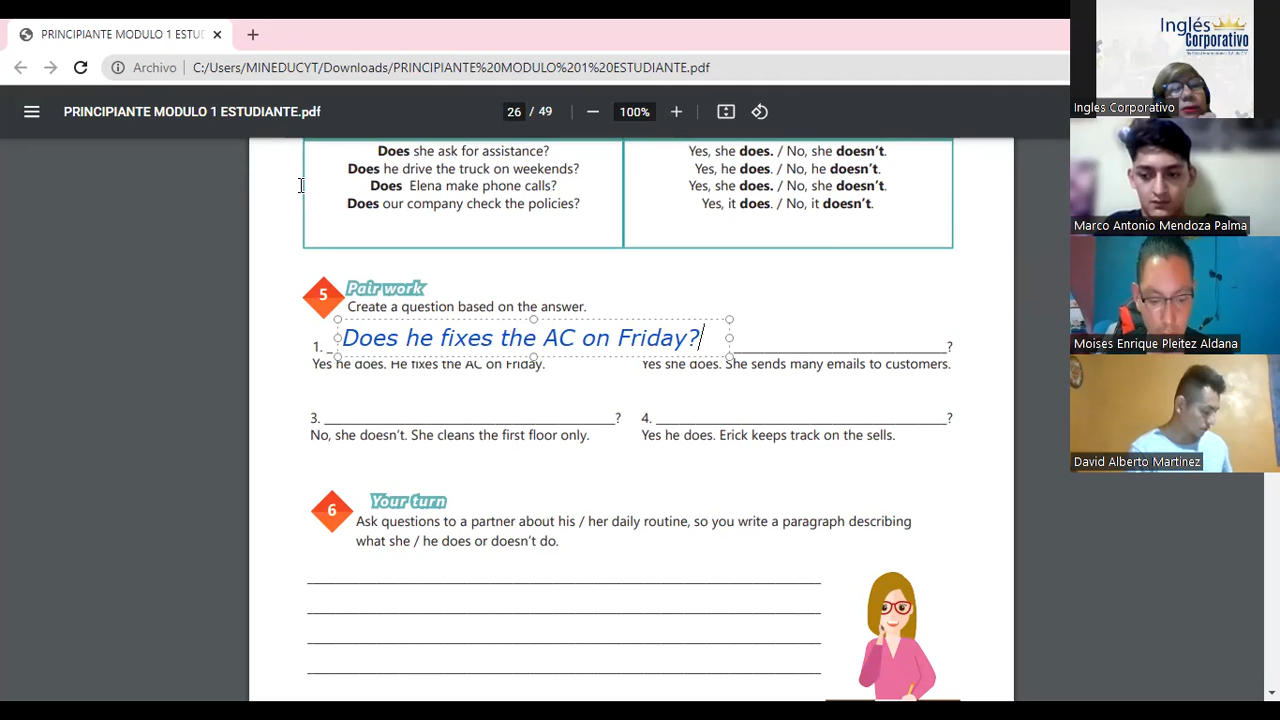 PRINCIPIANTE MODULO 1 ESTUDI
Archivo C:/Users/MINEDUCYT/Downloads/PRINCIPIANTE%20MODULO%201%20ESTUDIANTE.pdf
PRINCIPIANTE MODULO 1 ESTUDIANTE.pdf
26 / 49
100%
Does she ask for assistance? Yes, she does. / No, she doesn't.
Does he drive the truck on weekends? Yes, he does. / No, he doesn't.
Does Elena make phone calls? Yes, she does. / No, she doesn't.
Does our company check the policies? Yes, it does. / No, it doesn't.
5 Pair work
Create a question based on the answer.
1. Does he fixes the AC on Friday? ?
Yes he does. He fixes the AC on Friday. Yes she does. She sends many emails to customers.
3. ? 4. ?
No, she doesn't. She cleans the first floor only. Yes he does. Erick keeps track on the sells.
6 Your turn
Ask questions to a partner about his / her daily routine, so you write a paragraph describing
what she / he does or doesn't do.
Inglés
Corporativo
Ingles Corporativo
Marco Antonio Mendoza Palma
Moises Enrique Pleitez Aldana
David Alberto Martinez